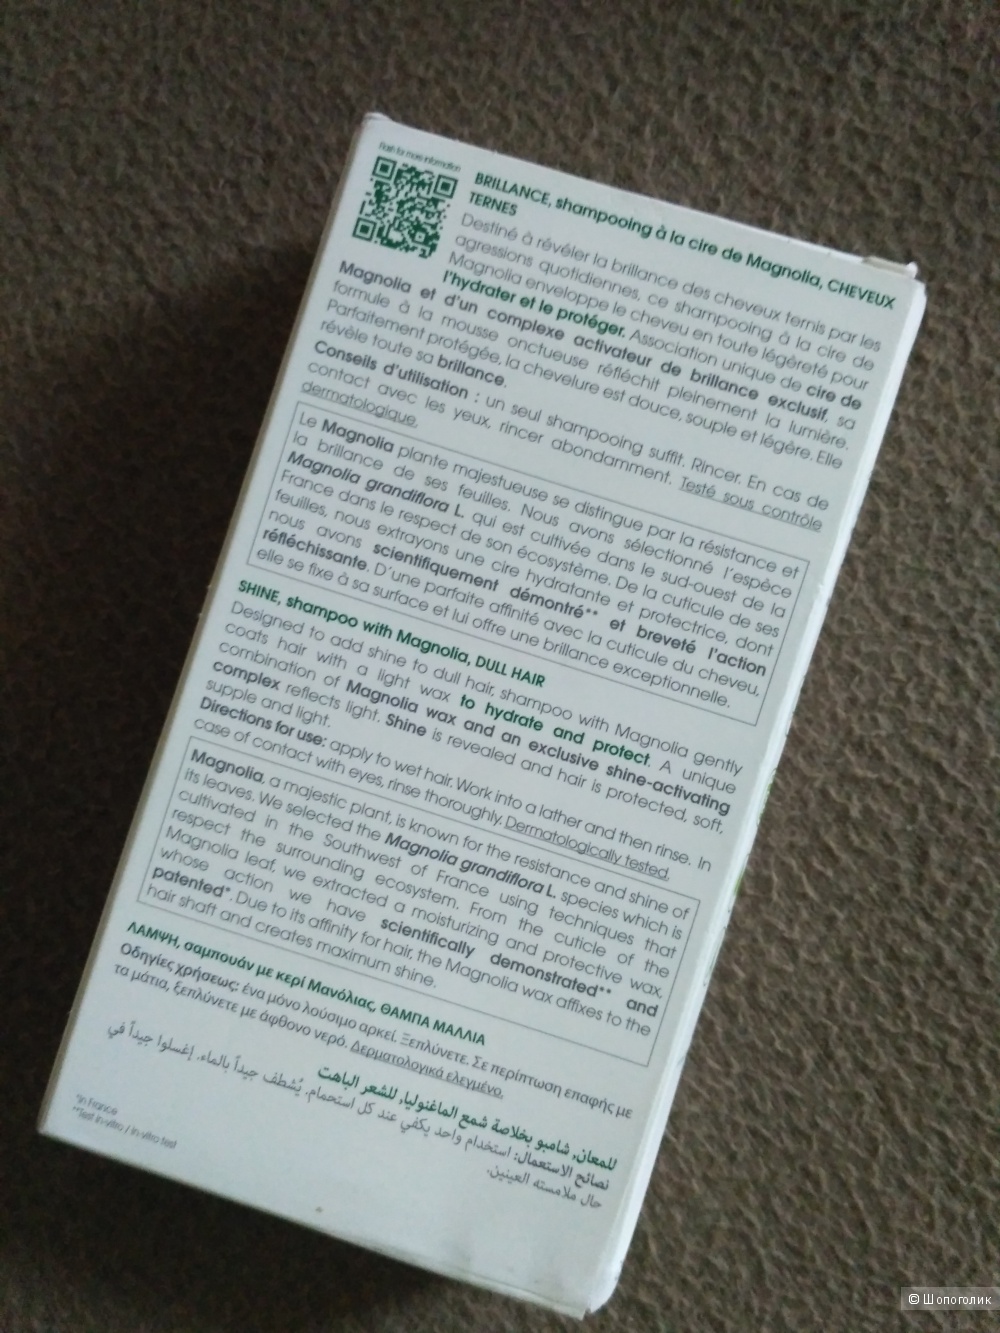 Flash for more information
BRILLANCE, shampooing à la cire de Magnolia, CHEVEUX
TERNES
Destiné à révéler la brillance des cheveux ternis par les
agressions quotidiennes, ce shampooing à la cire de
Magnolia enveloppe le cheveu en toute légèreté pour
l'hydrater et le protéger. Association unique de cire de
Magnolia et d'un complexe activateur de brillance exclusif, sa
formule à la mousse onctueuse réfléchit pleinement la lumière.
Parfaitement protégée, la chevelure est douce, souple et légère. Elle
révèle toute sa brillance.
Conseils d'utilisation : un seul shampooing suffit. Rincer. En cas de
contact avec les yeux, rincer abondamment. Testé sous contrôle
dermatologique.
Le Magnolia plante majestueuse se distingue par la résistance et
la brillance de ses feuilles. Nous avons sélectionné l'espèce
Magnolia grandiflora L. qui est cultivée dans le sud-ouest de la
France dans le respect de son écosystème. De la cuticule de ses
feuilles, nous extrayons une cire hydratante et protectrice, dont
nous avons scientifiquement démontré** et breveté l'action
réfléchissante. D'une parfaite affinité avec la cuticule du cheveu,
elle se fixe à sa surface et lui offre une brillance exceptionnelle.
SHINE, shampoo with Magnolia, DULL HAIR
Designed to add shine to dull hair, shampoo with Magnolia gently
coats hair with a light wax to hydrate and protect. A unique
combination of Magnolia wax and an exclusive shine-activating
complex reflects light. Shine is revealed and hair is protected, soft,
supple and light.
Directions for use: apply to wet hair. Work into a lather and then rinse. In
case of contact with eyes, rinse thoroughly. Dermatologically tested.
Magnolia, a majestic plant, is known for the resistance and shine of
its leaves. We selected the Magnolia grandiflora L. species which is
cultivated in the Southwest of France using techniques that
respect the surrounding ecosystem. From the cuticle of the
Magnolia leaf, we extracted a moisturizing and protective wax,
whose action we have scientifically demonstrated** and
patented*. Due to its affinity for hair, the Magnolia wax affixes to the
hair shaft and creates maximum shine.
ΛΑΜΨΗ, σαμπουάν με κερί Μανόλιας, ΘΑΜΠΑ ΜΑΛΛΙΑ
Οδηγίες χρήσεως: ένα μόνο λούσιμο αρκεί. Ξεπλύνετε. Σε περίπτωση επαφής με
τα μάτια, ξεπλύνετε με άφθονο νερό. Δερματολογικά ελεγμένο.
للمعان, شامبو بخلاصة شمع الماغنوليا, للشعر الباهت
نصائح الاستعمال: استخدام واحد يكفي عند كل استحمام. يُشطف جيداً بالماء. إغسلوا جيداً في
حال ملامسته العينين.
*in France
**Test in-vitro / in vitro test
© Шопоголик